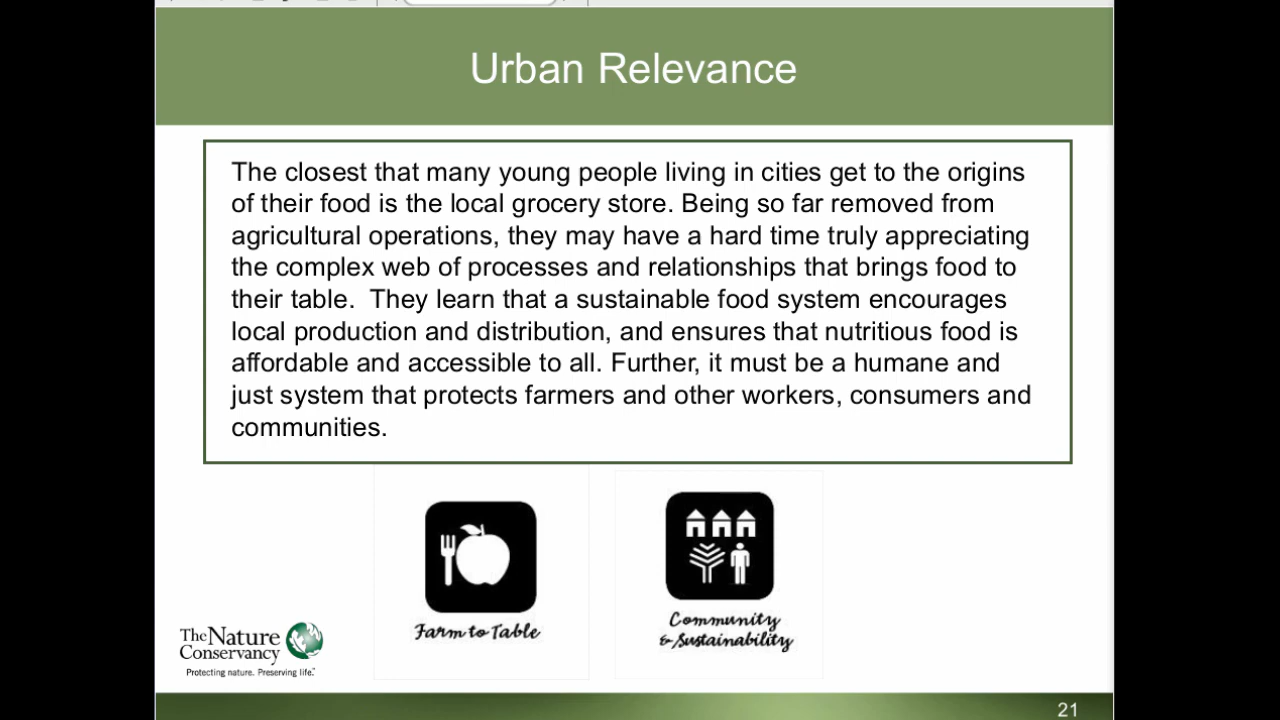 Urban Relevance
The closest that many young people living in cities get to the origins
of their food is the local grocery store. Being so far removed from
agricultural operations, they may have a hard time truly appreciating
the complex web of processes and relationships that brings food to
their table.  They learn that a sustainable food system encourages
local production and distribution, and ensures that nutritious food is
affordable and accessible to all. Further, it must be a humane and
just system that protects farmers and other workers, consumers and
communities.
Farm to Table
Community
& Sustainability
The Nature
Conservancy
Protecting nature. Preserving life.™
21